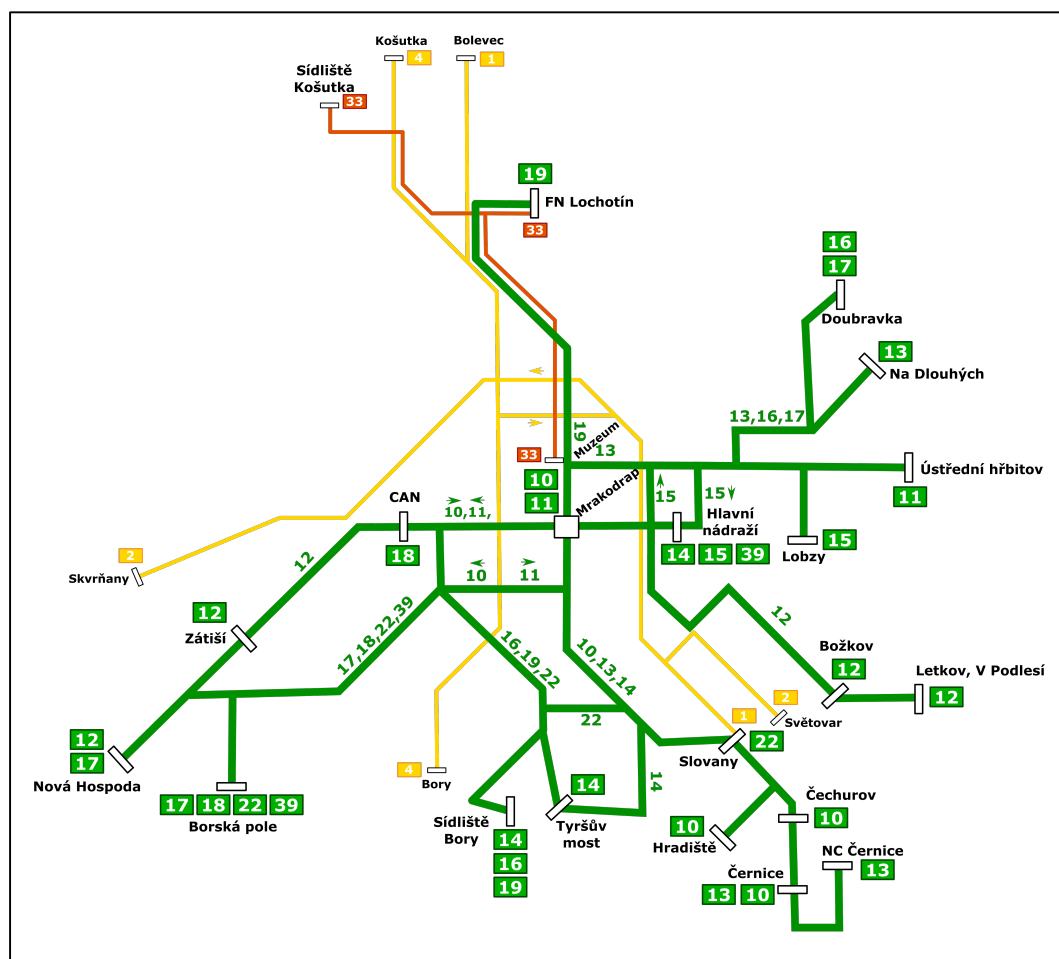 Košutka
4
Bolevec
1
Sídliště
Košutka
33
19
FN Lochotín
33
16
17
Doubravka
13
Na Dlouhých
13,16,17
19
Muzeum
13
33
10
11
Mrakodrap
Ústřední hřbitov
11
CAN
10,11,
18
15
15
Hlavní
nádraží
14 15 39
Lobzy
15
2
Skvrňany
12
10
11
12
Zátiší
17,18,22,39
16,19,22
10,13,14
12
Božkov
12
Letkov, V Podlesí
12
2
Světovar
1
22
Slovany
22
12
17
Nová Hospoda
17 18 22 39
Borská pole
4
Bory
14
14
Tyršův
most
Sídliště
Bory
14
16
19
10
Hradiště
Čechurov
10
NC Černice
13
Černice
13 10